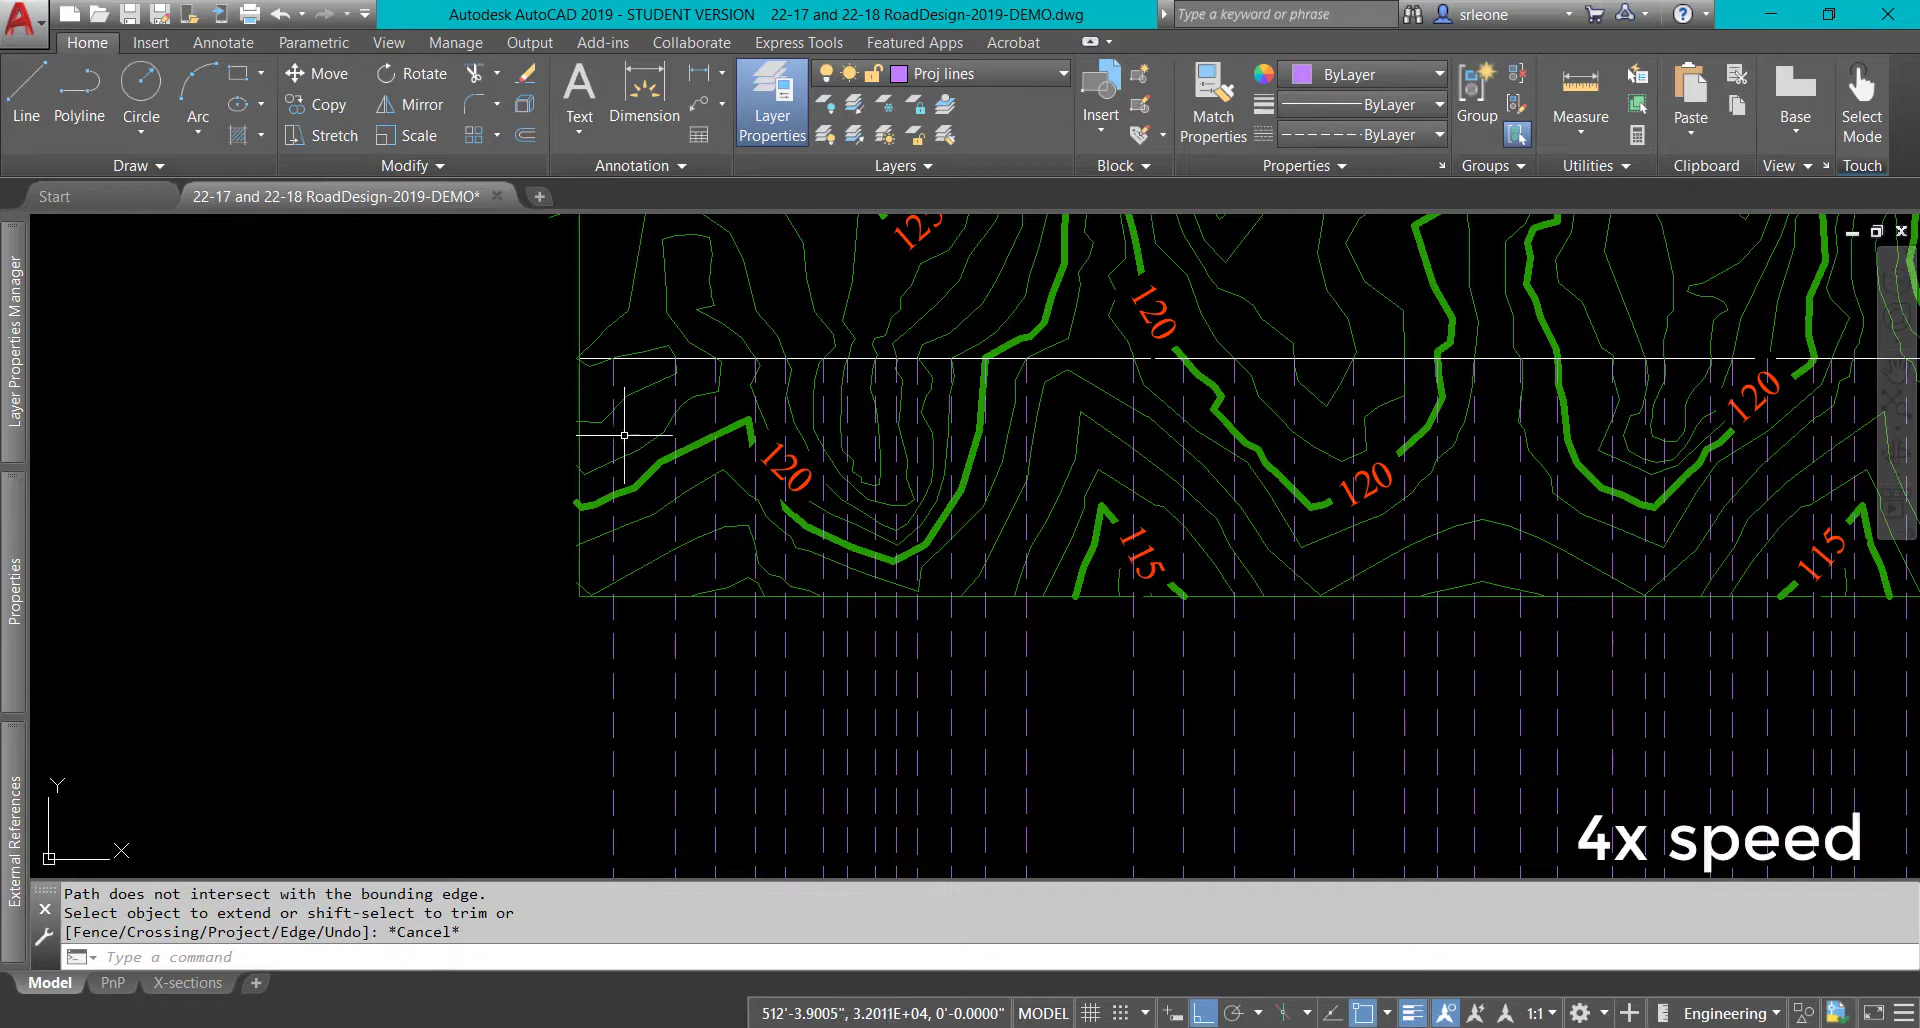 Autodesk AutoCAD 2019 - STUDENT VERSION 22-17 and 22-18 RoadDesign-2019-DEMO.dwg
Type a keyword or phrase
srleone
Home Insert Annotate Parametric View Manage Output Add-ins Collaborate Express Tools Featured Apps Acrobat
Line Polyline Circle Arc
Draw
Move Rotate
Copy Mirror
Stretch Scale
Modify
Text Dimension
Annotation
Layer
Properties
Proj lines
Layers
Insert
Block
Match
Properties
ByLayer
ByLayer
ByLayer
Properties
Group
Groups
Measure
Utilities
Paste
Clipboard
Base
View
Select
Mode
Touch
Start
22-17 and 22-18 RoadDesign-2019-DEMO*
Layer Properties Manager
Properties
External References
125
120
120
120
120
115
115
Y
X
4x speed
Path does not intersect with the bounding edge.
Select object to extend or shift-select to trim or
[Fence/Crossing/Project/Edge/Undo]: *Cancel*
Type a command
Model PnP X-sections
512'-3.9005", 3.2011E+04, 0'-0.0000" MODEL 1:1 Engineering